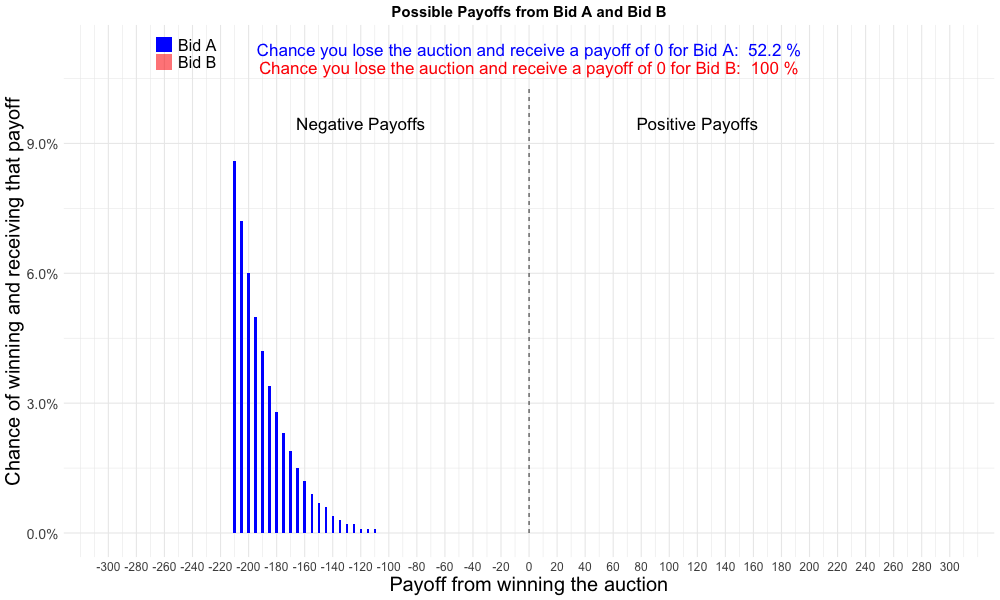 Possible Payoffs from Bid A and Bid B
Bid A
Bid B
Chance you lose the auction and receive a payoff of 0 for Bid A:  52.2 %
Chance you lose the auction and receive a payoff of 0 for Bid B:  100 %
Negative Payoffs
Positive Payoffs
Chance of winning and receiving that payoff
9.0%
6.0%
3.0%
0.0%
-300 -280 -260 -240 -220 -200 -180 -160 -140 -120 -100 -80 -60 -40 -20 0 20 40 60 80 100 120 140 160 180 200 220 240 260 280 300
Payoff from winning the auction